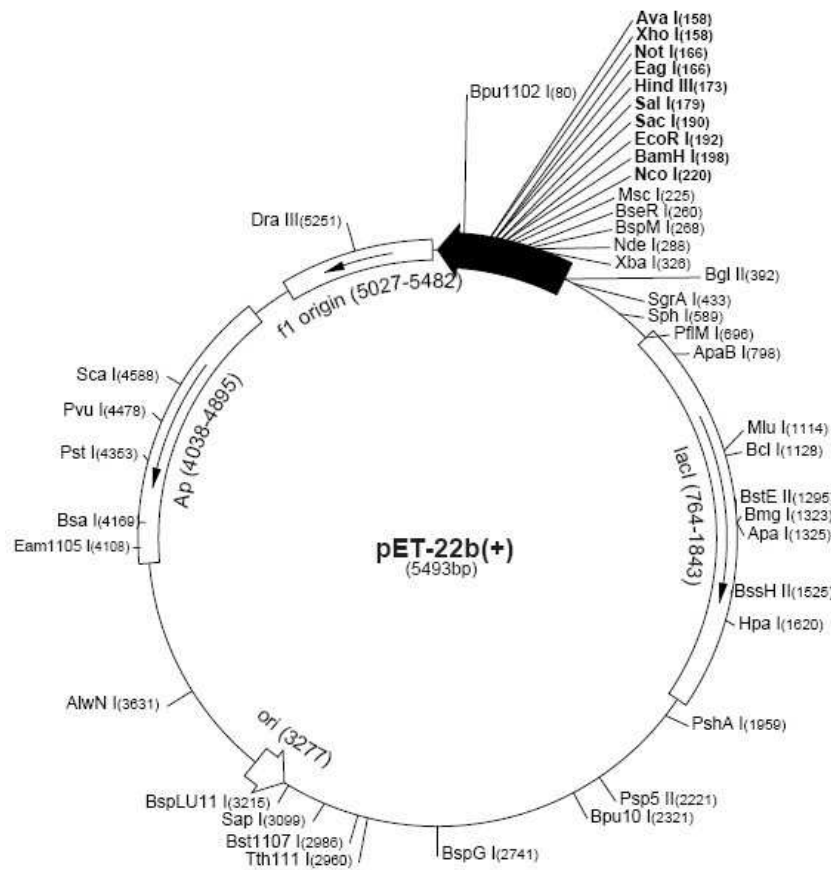 Ava I(158)
Xho I(158)
Not I(166)
Eag I(166)
Hind III(173)
Sal I(179)
Sac I(190)
EcoR I(192)
BamH I(198)
Nco I(220)
Msc I(225)
BseR I(260)
BspM I(268)
Nde I(288)
Xba I(326)
Bgl II(392)
SgrA I(433)
Sph I(589)
PflM I(696)
ApaB I(798)
Mlu I(1114)
Bcl I(1128)
BstE II(1295)
Bmg I(1323)
Apa I(1325)
BssH II(1525)
Hpa I(1620)
PshA I(1959)
Psp5 II(2221)
Bpu10 I(2321)
BspG I(2741)
Tth111 I(2960)
Bst1107 I(2986)
Sap I(3099)
BspLU11 I(3215)
AlwN I(3631)
Eam1105 I(4108)
Bsa I(4169)
Pst I(4353)
Pvu I(4478)
Sca I(4588)
Dra III(5251)
Bpu1102 I(80)
f1 origin (5027-5482)
Ap (4038-4895)
lacI (764-1843)
ori (3277)
pET-22b(+)
(5493bp)